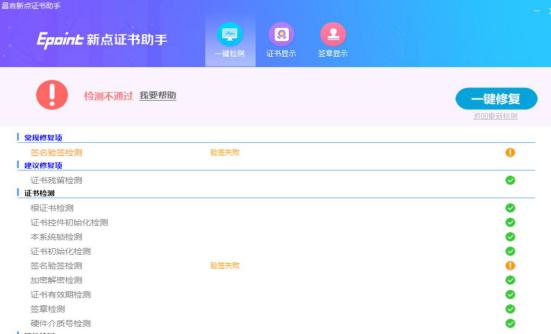 昌吉新点证书助手
Epoint 新点证书助手
一键检测 证书显示 签章显示
检测不通过 我要帮助
一键修复
返回重新检测
常规修复项
签名验签检测 验签失败
建议修复项
证书残留检测
证书检测
根证书检测
证书控件初始化检测
本系统锁检测
证书初始化检测
签名验签检测 验签失败
加密解密检测
证书有效期检测
签章检测
硬件介质号检测